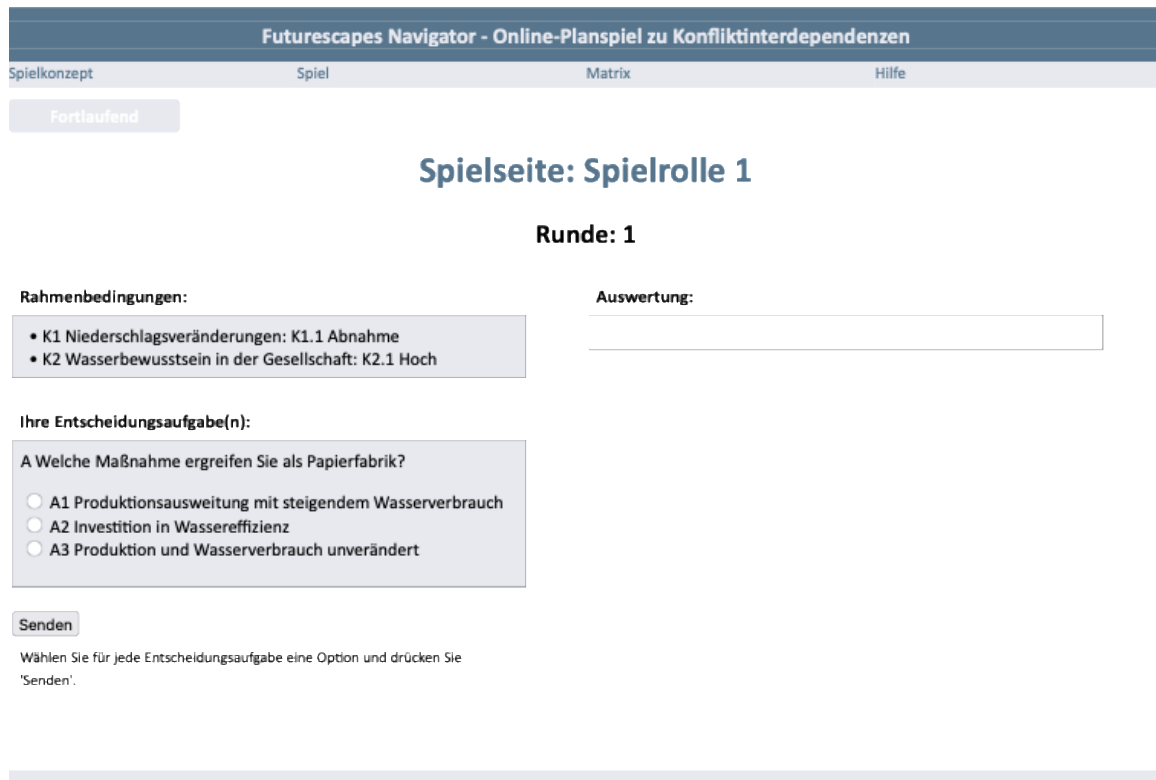 Futurescapes Navigator - Online-Planspiel zu Konfliktinterdependenzen
Spielkonzept Spiel Matrix Hilfe
Fortlaufend
Spielseite: Spielrolle 1
Runde: 1
Rahmenbedingungen:
• K1 Niederschlagsveränderungen: K1.1 Abnahme
• K2 Wasserbewusstsein in der Gesellschaft: K2.1 Hoch
Auswertung:
Ihre Entscheidungsaufgabe(n):
A Welche Maßnahme ergreifen Sie als Papierfabrik?
A1 Produktionsausweitung mit steigendem Wasserverbrauch
A2 Investition in Wassereffizienz
A3 Produktion und Wasserverbrauch unverändert
Senden
Wählen Sie für jede Entscheidungsaufgabe eine Option und drücken Sie
'Senden'.